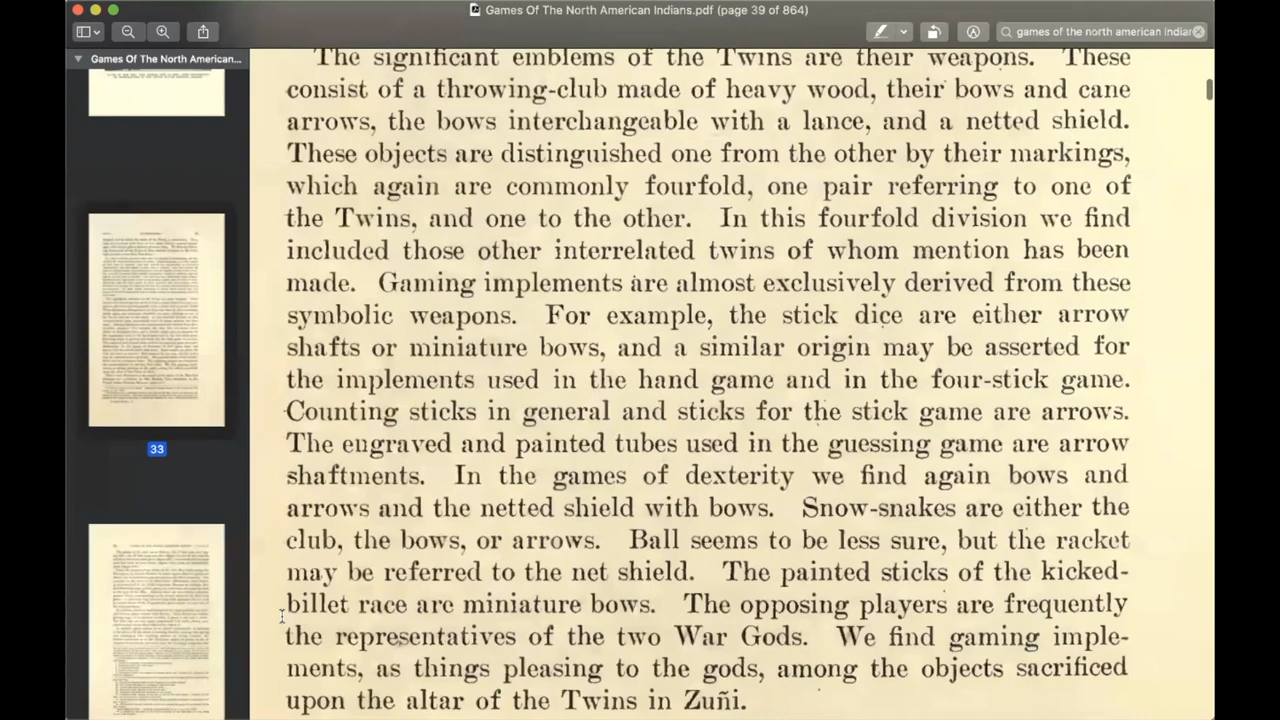 Games Of The North American Indians.pdf (page 39 of 864)
games of the north american indian
Games Of The North American...
33
The significant emblems of the Twins are their weapons. These
consist of a throwing-club made of heavy wood, their bows and cane
arrows, the bows interchangeable with a lance, and a netted shield.
These objects are distinguished one from the other by their markings,
which again are commonly fourfold, one pair referring to one of
the Twins, and one to the other. In this fourfold division we find
included those other interrelated twins of whom mention has been
made. Gaming implements are almost exclusively derived from these
symbolic weapons. For example, the stick dice are either arrow
shafts or miniature bows, and a similar origin may be asserted for
the implements used in the hand game and in the four-stick game.
Counting sticks in general and sticks for the stick game are arrows.
The engraved and painted tubes used in the guessing game are arrow
shaftments. In the games of dexterity we find again bows and
arrows and the netted shield with bows. Snow-snakes are either the
club, the bows, or arrows. Ball seems to be less sure, but the racket
may be referred to the net shield. The painted sticks of the kicked-
billet race are miniature bows. The opposing players are frequently
the representatives of the two War Gods. We find gaming imple-
ments, as things pleasing to the gods, among the objects sacrificed
upon the altar of the Twins in Zuñi.